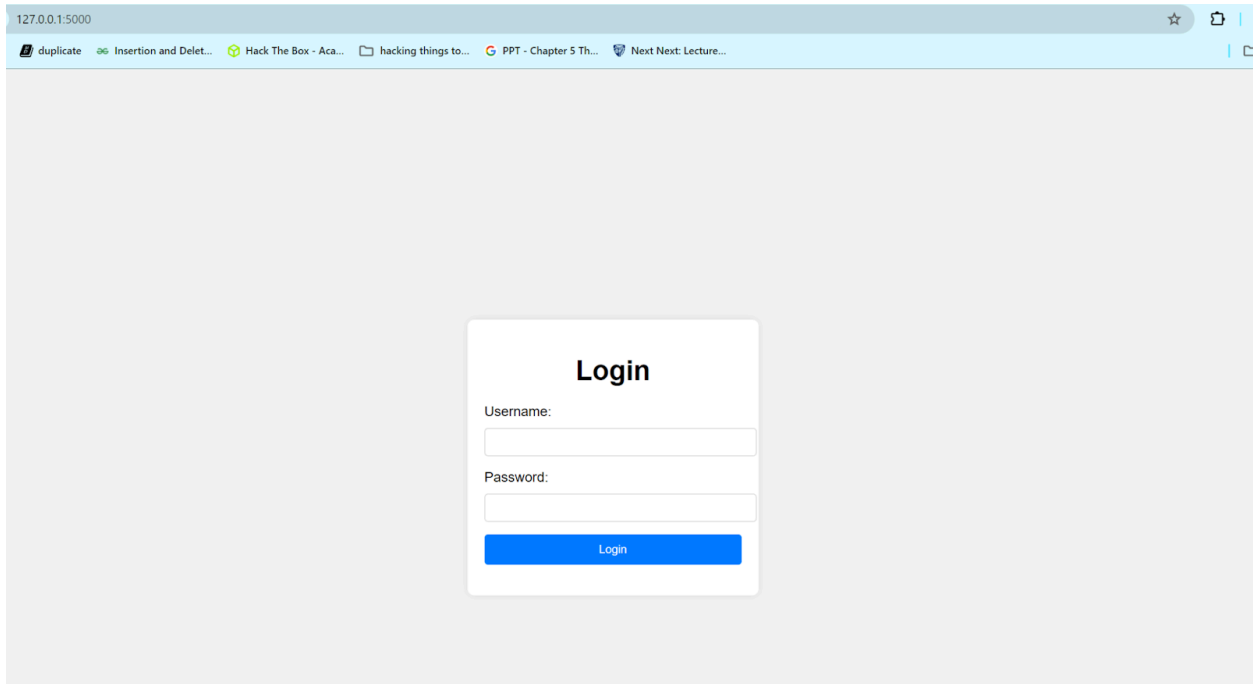 127.0.0.1:5000
duplicate Insertion and Delet... Hack The Box - Aca... hacking things to... PPT - Chapter 5 Th... Next Next: Lecture...
Login
Username:
Password:
Login